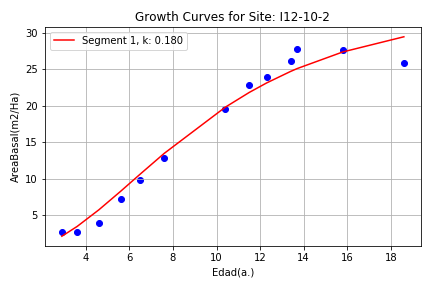 Growth Curves for Site: I12-10-2
Segment 1, k: 0.180
AreaBasal(m2/Ha)
30
25
20
15
10
5
4 6 8 10 12 14 16 18
Edad(a.)